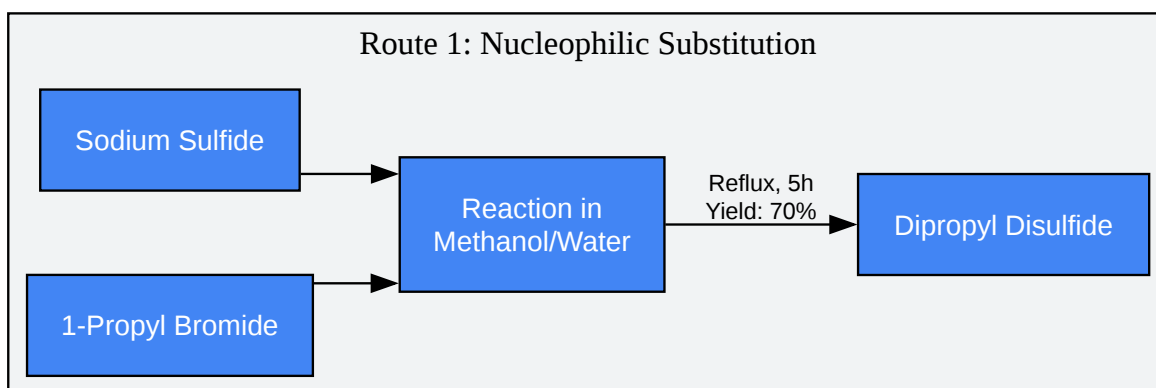 Route 1: Nucleophilic Substitution
Sodium Sulfide
Reaction in
Methanol/Water
Reflux, 5h
Yield: 70%
Dipropyl Disulfide
1-Propyl Bromide